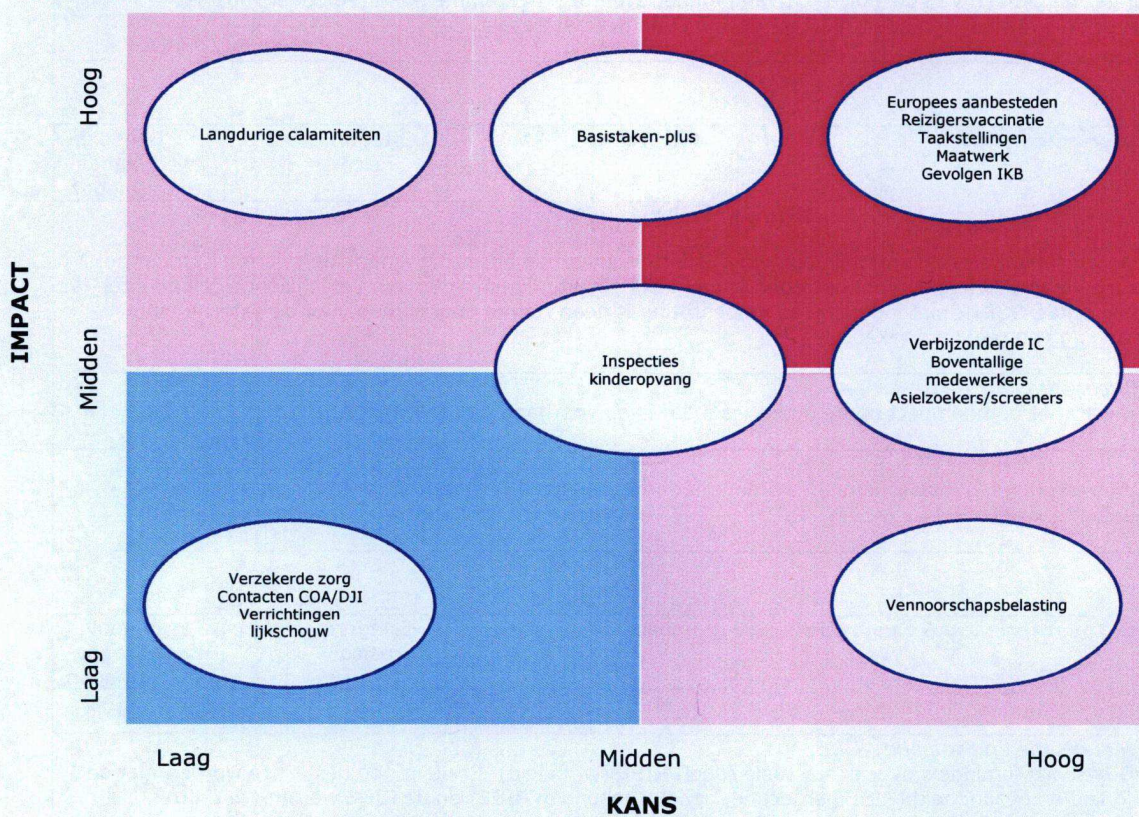 Hoog
Langdurige calamiteiten
Basistaken-plus
Europees aanbesteden
Reizigersvaccinatie
Taakstellingen
Maatwerk
Gevolgen IKB
IMPACT
Midden
Inspecties
kinderopvang
Verbijzonderde IC
Boventallige
medewerkers
Asielzoekers/screeners
Laag
Verzekerde zorg
Contacten COA/DJI
Verrichtingen
lijkschouw
Vennoorschapsbelasting
Laag
Midden
Hoog
KANS